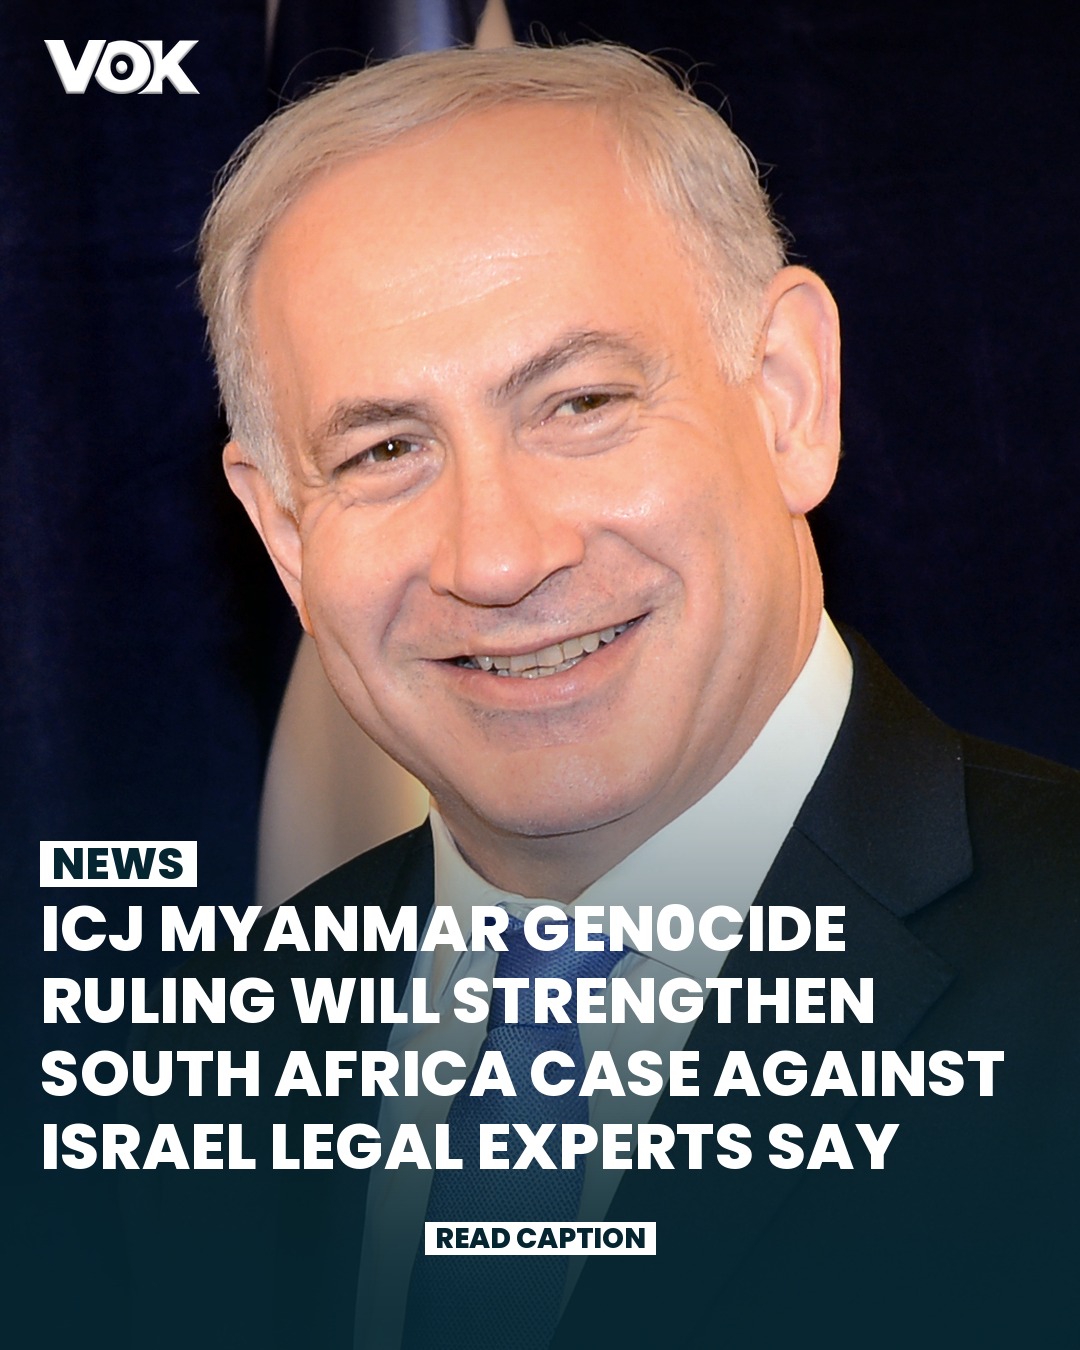 VOK
NEWS
ICJ MYANMAR GEN0CIDE
RULING WILL STRENGTHEN
SOUTH AFRICA CASE AGAINST
ISRAEL LEGAL EXPERTS SAY
READ CAPTION